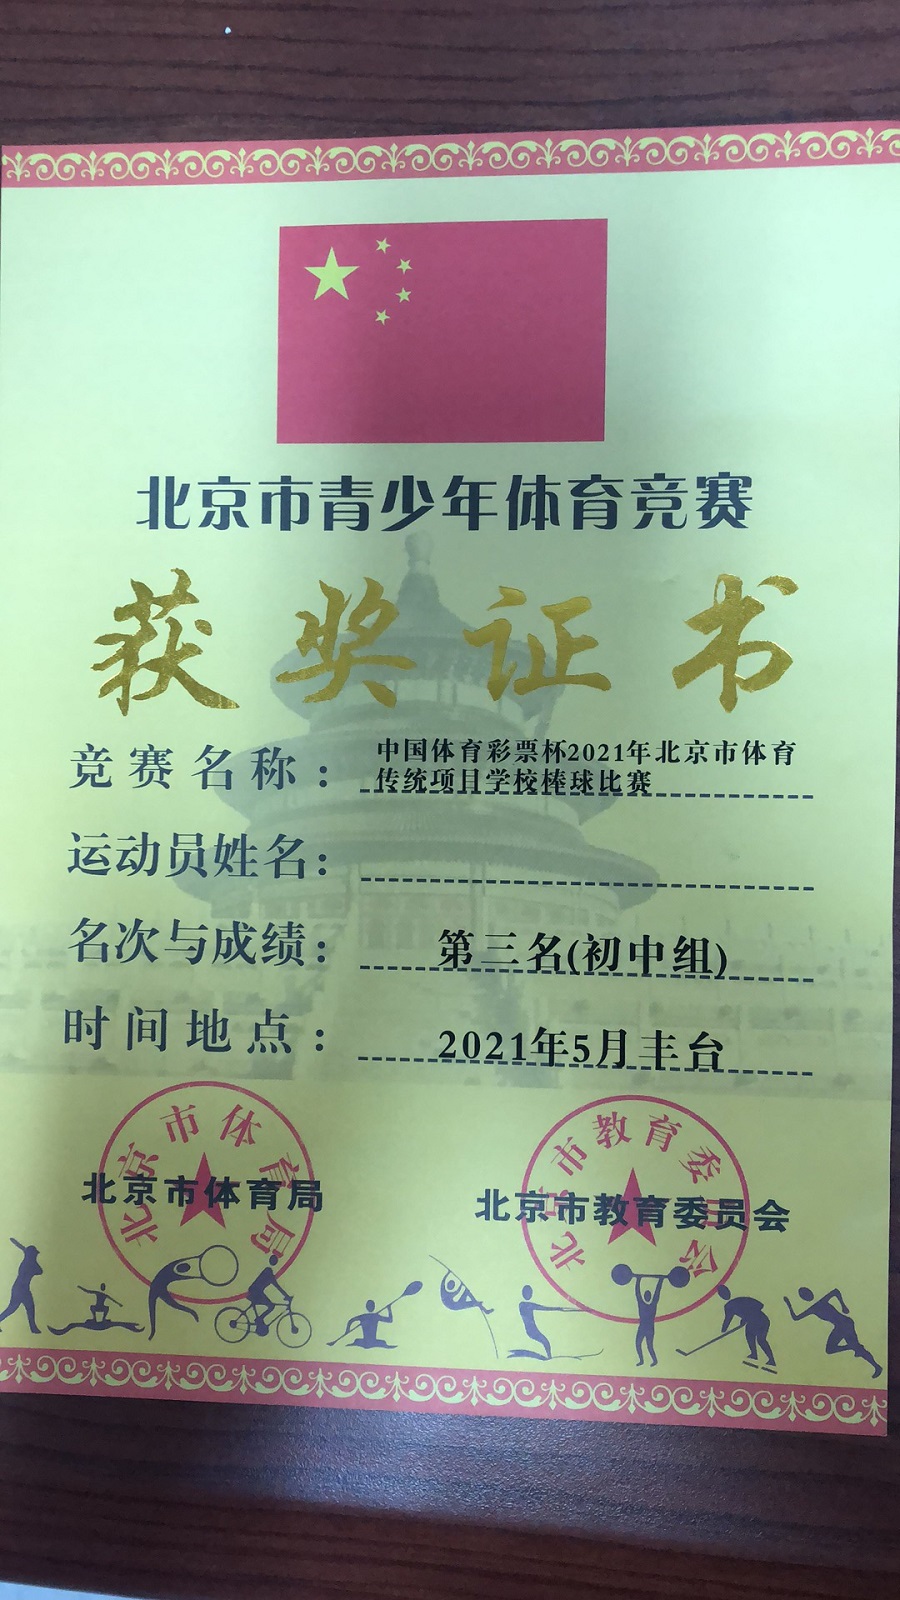 北京市青少年体育竞赛
获奖证书
竞赛名称：
中国体育彩票杯2021年北京市体育
传统项目学校棒球比赛
运动员姓名：
名次与成绩：第三名(初中组)
时间地点：2021年5月丰台
北京市体育局
北京市体育局
北京市教育委员会
北京市教育委员会